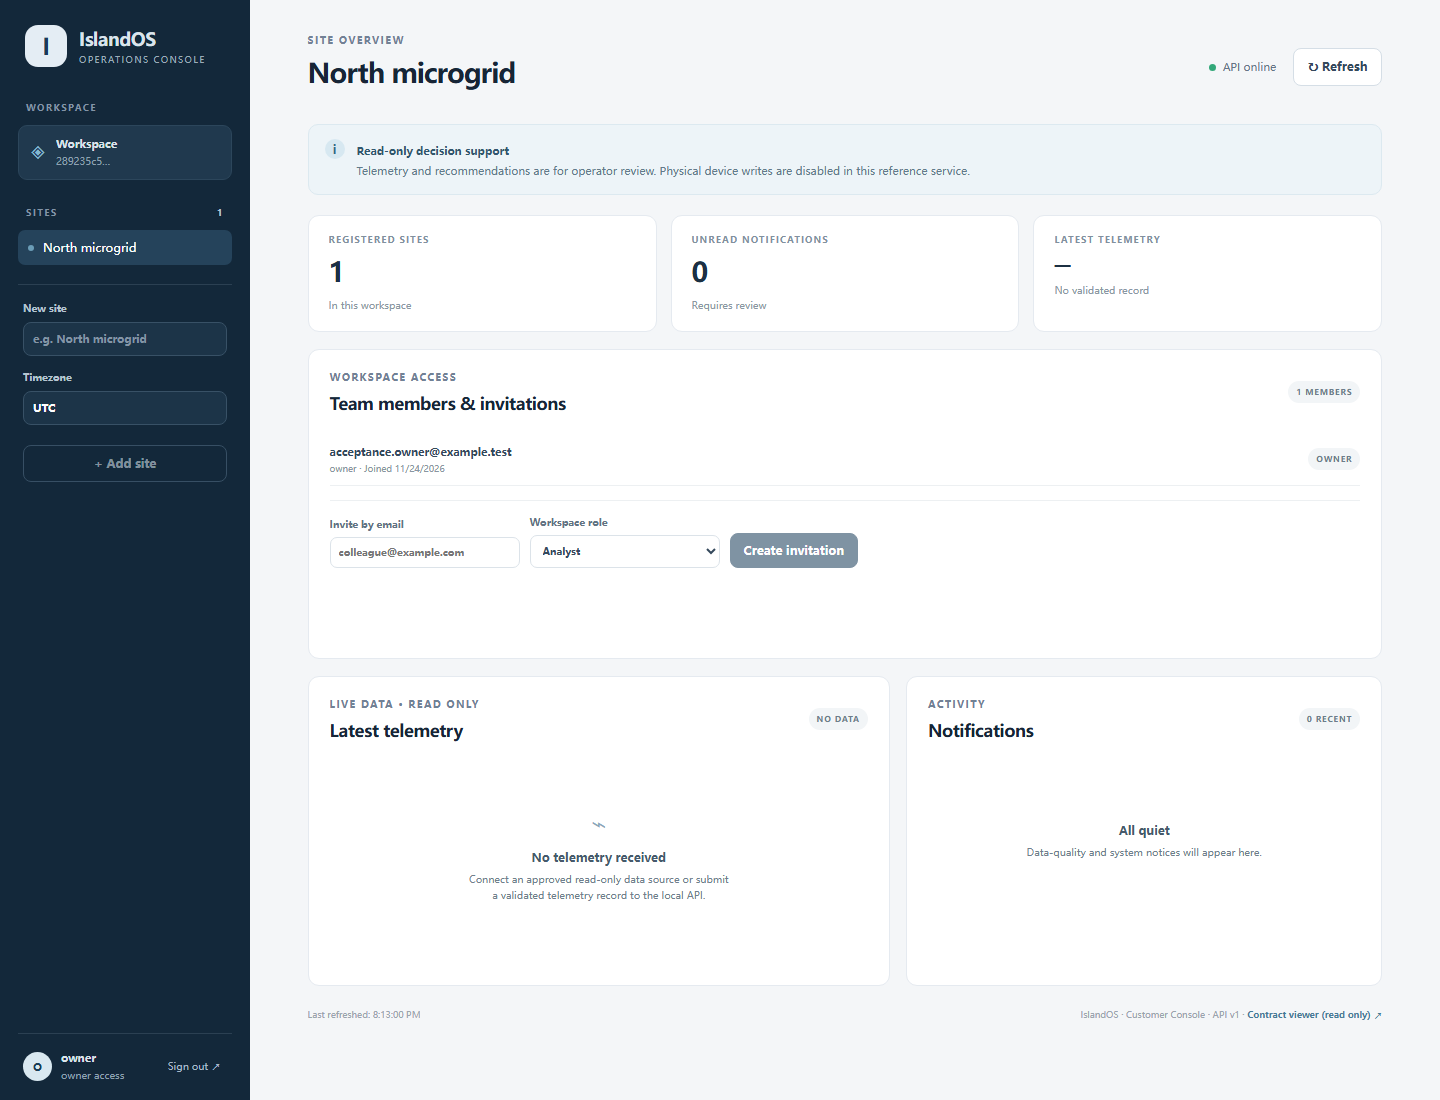 I
IslandOS
OPERATIONS CONSOLE
WORKSPACE
Workspace
289235c5...
SITES 1
North microgrid
New site
e.g. North microgrid
Timezone
UTC
+ Add site
owner
owner access
Sign out ↗
SITE OVERVIEW
North microgrid
API online
↻ Refresh
i
Read-only decision support
Telemetry and recommendations are for operator review. Physical device writes are disabled in this reference service.
REGISTERED SITES
1
In this workspace
UNREAD NOTIFICATIONS
0
Requires review
LATEST TELEMETRY
—
No validated record
WORKSPACE ACCESS
Team members & invitations
1 MEMBERS
acceptance.owner@example.test
owner · Joined 11/24/2026
OWNER
Invite by email
colleague@example.com
Workspace role
Analyst
Create invitation
LIVE DATA • READ ONLY
Latest telemetry
NO DATA
No telemetry received
Connect an approved read-only data source or submit
a validated telemetry record to the local API.
ACTIVITY
Notifications
0 RECENT
All quiet
Data-quality and system notices will appear here.
Last refreshed: 8:13:00 PM
IslandOS · Customer Console · API v1 · Contract viewer (read only) ↗
o